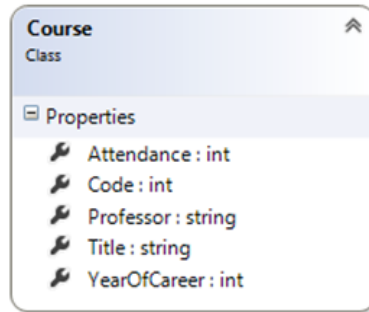 Course
Class
Properties
Attendance : int
Code : int
Professor : string
Title : string
YearOfCareer : int